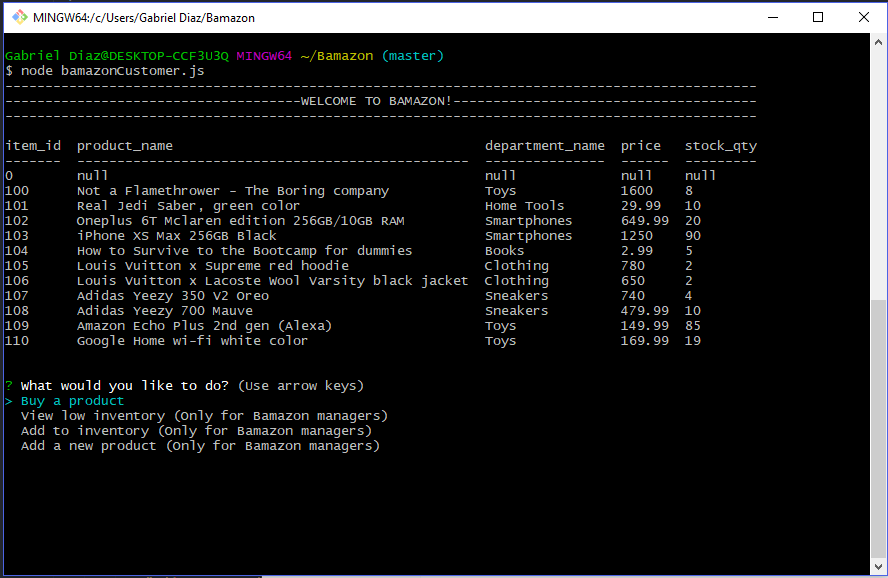 MINGW64:/c/Users/Gabriel Diaz/Bamazon
Gabriel Diaz@DESKTOP-CCF3U3Q MINGW64 ~/Bamazon (master)
$ node bamazonCustomer.js
----------------------------------------------------------------------------------------------
-------------------------------------WELCOME TO BAMAZON!--------------------------------------
----------------------------------------------------------------------------------------------
item_id  product_name                                       department_name  price   stock_qty
-------  -------------------------------------------------  ---------------  ------  ---------
0        null                                               null             null    null
100      Not a Flamethrower - The Boring company            Toys             1600    8
101      Real Jedi Saber, green color                       Home Tools       29.99   10
102      Oneplus 6T Mclaren edition 256GB/10GB RAM          Smartphones      649.99  20
103      iPhone XS Max 256GB Black                          Smartphones      1250    90
104      How to Survive to the Bootcamp for dummies         Books            2.99    5
105      Louis Vuitton x Supreme red hoodie                 Clothing         780     2
106      Louis Vuitton x Lacoste Wool Varsity black jacket  Clothing         650     2
107      Adidas Yeezy 350 V2 Oreo                           Sneakers         740     4
108      Adidas Yeezy 700 Mauve                             Sneakers         479.99  10
109      Amazon Echo Plus 2nd gen (Alexa)                   Toys             149.99  85
110      Google Home wi-fi white color                      Toys             169.99  19
? What would you like to do? (Use arrow keys)
> Buy a product
  View low inventory (Only for Bamazon managers)
  Add to inventory (Only for Bamazon managers)
  Add a new product (Only for Bamazon managers)